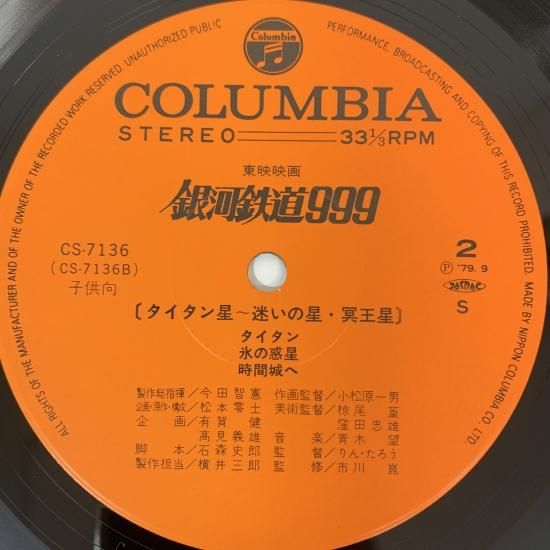 ALL RIGHTS OF THE MANUFACTURER AND OF THE OWNER OF THE RECORDED WORK RESERVED. UNAUTHORIZED PUBLIC PERFORMANCE, BROADCASTING AND COPYING OF THIS RECORD PROHIBITED. MADE BY NIPPON COLUMBIA CO. LTD.
Columbia
COLUMBIA
STEREO 33 1/3 RPM
東映映画
銀河鉄道999
CS-7136
(CS-7136B)
子供向
2
Ⓟ '79. 9
S
〔タイタン星~迷いの星・冥王星〕
タイタン
氷の惑星
時間城へ
製作総指揮/今田智憲 作画監督/小松原一男
企画・原作・構成/松本零士 美術監督/椋尾 篁
企 画/有賀 健 窪田忠雄
高見義雄 音 楽/青木 望
脚 本/石森史郎 監 督/りん・たろう
製作担当/横井三郎 監 修/市川 崑